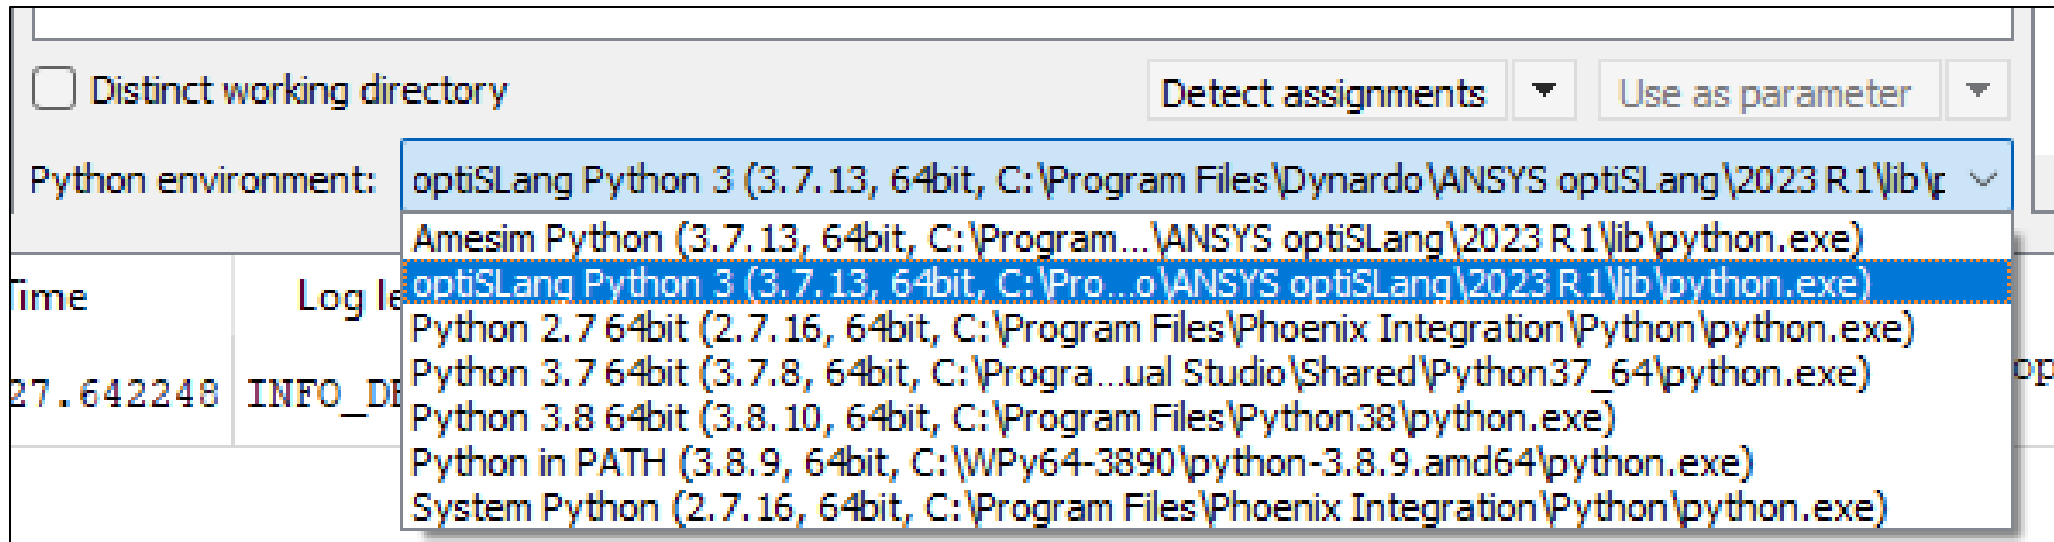 Distinct working directory Detect assignments Use as parameter
Python environment: optiSLang Python 3 (3.7.13, 64bit, C:\Program Files\Dynardo\ANSYS optiSLang\2023 R1\lib\p
Amesim Python (3.7.13, 64bit, C:\Program...\ANSYS optiSLang\2023 R1\lib\python.exe)
optiSLang Python 3 (3.7.13, 64bit, C:\Pro...o\ANSYS optiSLang\2023 R1\lib\python.exe)
Time Log le
Python 2.7 64bit (2.7.16, 64bit, C:\Program Files\Phoenix Integration\Python\python.exe)
Python 3.7 64bit (3.7.8, 64bit, C:\Progra...ual Studio\Shared\Python37_64\python.exe)
27.642248 INFO_DE op
Python 3.8 64bit (3.8.10, 64bit, C:\Program Files\Python38\python.exe)
Python in PATH (3.8.9, 64bit, C:\WPy64-3890\python-3.8.9.amd64\python.exe)
System Python (2.7.16, 64bit, C:\Program Files\Phoenix Integration\Python\python.exe)